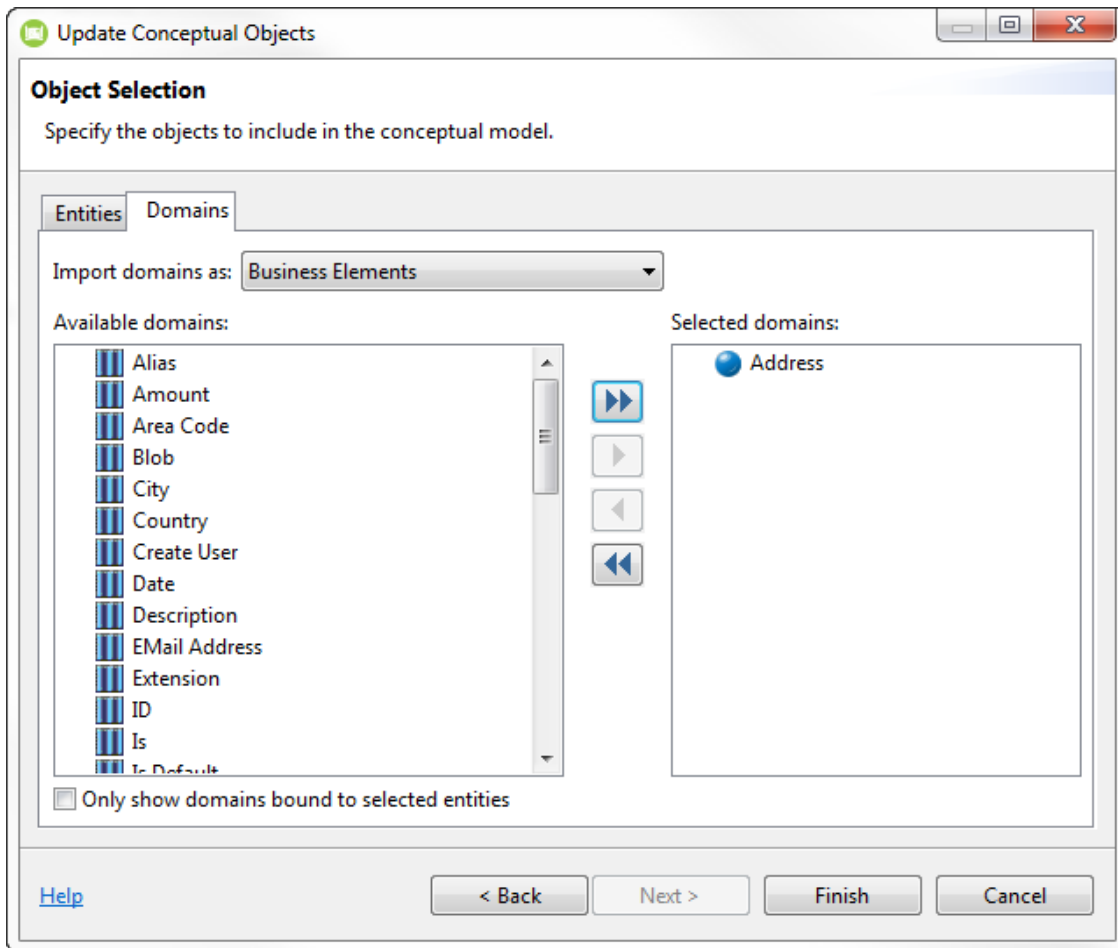 Update Conceptual Objects
Object Selection
Specify the objects to include in the conceptual model.
Entities Domains
Import domains as: Business Elements
Available domains: Selected domains:
Alias Address
Amount
Area Code
Blob
City
Country
Create User
Date
Description
EMail Address
Extension
ID
Is
Is Default
Only show domains bound to selected entities
Help < Back Next > Finish Cancel